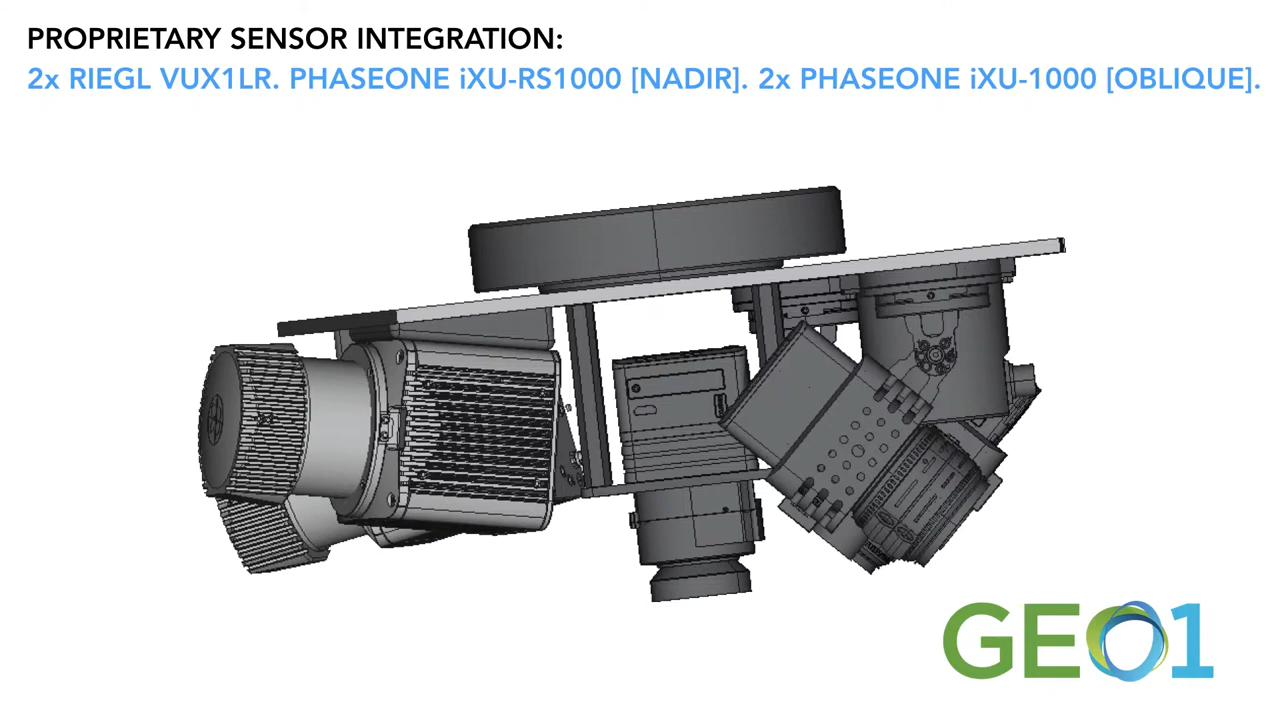 PROPRIETARY SENSOR INTEGRATION:
2x RIEGL VUX1LR. PHASEONE iXU-RS1000 [NADIR]. 2x PHASEONE iXU-1000 [OBLIQUE].
GEO1